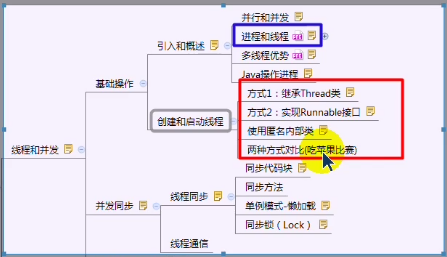 并行和并发
进程和线程
引入和概述
多线程优势
Java操作进程
基础操作
方式1：继承Thread类
方式2：实现Runnable接口
创建和启动线程
使用匿名内部类
两种方式对比(吃苹果比赛)
线程和并发
同步代码块
同步方法
线程同步
并发同步
单例模式-懒加载
同步锁（Lock）
线程通信